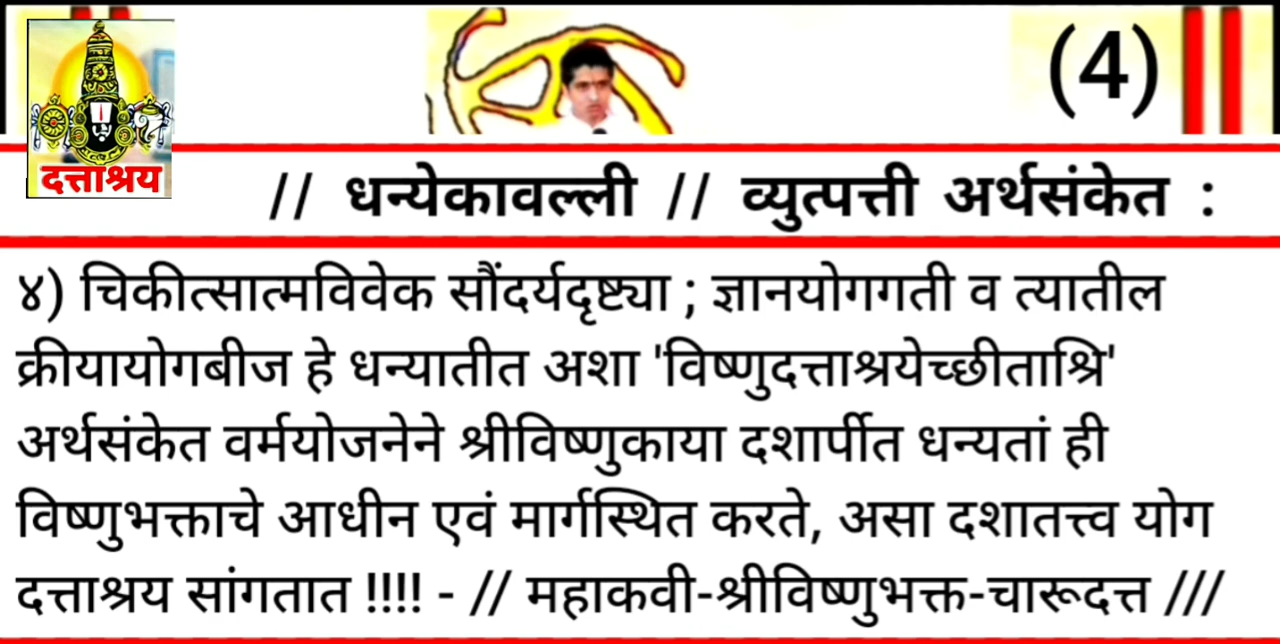 (4)
दत्ताश्रय
// धन्येकावल्ली // व्युत्पत्ती अर्थसंकेत :
४) चिकीत्सात्मविवेक सौंदर्यदृष्ट्या ; ज्ञानयोगगती व त्यातील
क्रीयायोगबीज हे धन्यातीत अशा 'विष्णुदत्ताश्रयेच्छीताश्रि'
अर्थसंकेत वर्मयोजनेने श्रीविष्णुकाया दशार्पीत धन्यतां ही
विष्णुभक्ताचे आधीन एवं मार्गस्थित करते, असा दशातत्त्व योग
दत्ताश्रय सांगतात !!!! - // महाकवी-श्रीविष्णुभक्त-चारूदत्त ///